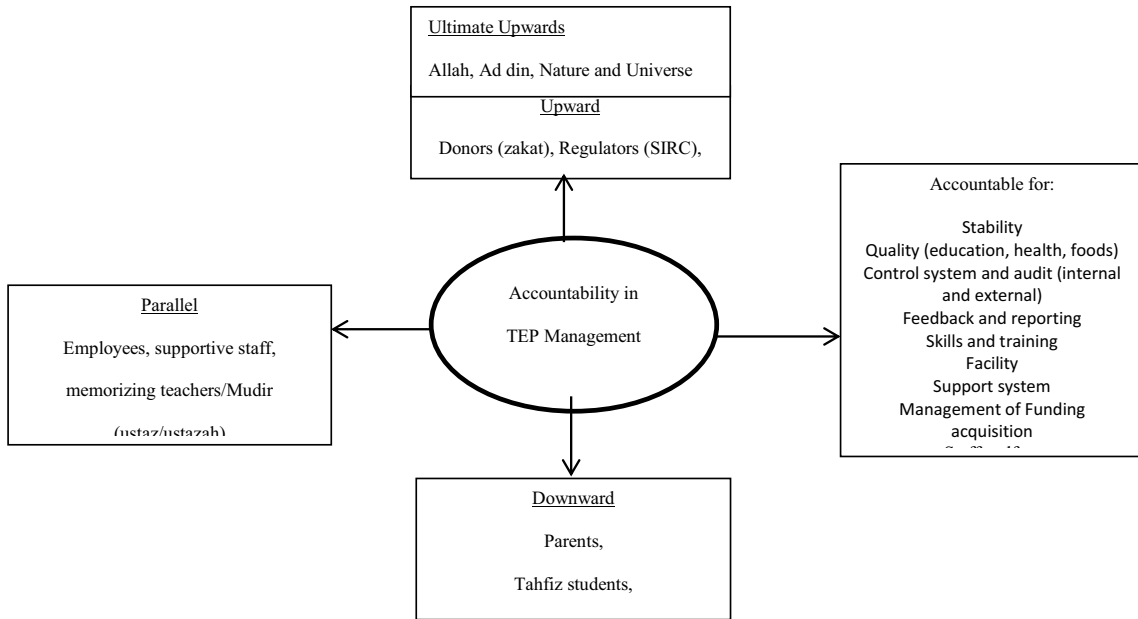 Ultimate Upwards
Allah, Ad din, Nature and Universe
Upward
Donors (zakat), Regulators (SIRC),
Accountable for:
Stability
Quality (education, health, foods)
Control system and audit (internal
and external)
Feedback and reporting
Skills and training
Facility
Support system
Management of Funding
acquisition
Accountability in
TEP Management
Parallel
Employees, supportive staff,
memorizing teachers/Mudir
(ustaz/ustazah)
Downward
Parents,
Tahfiz students,